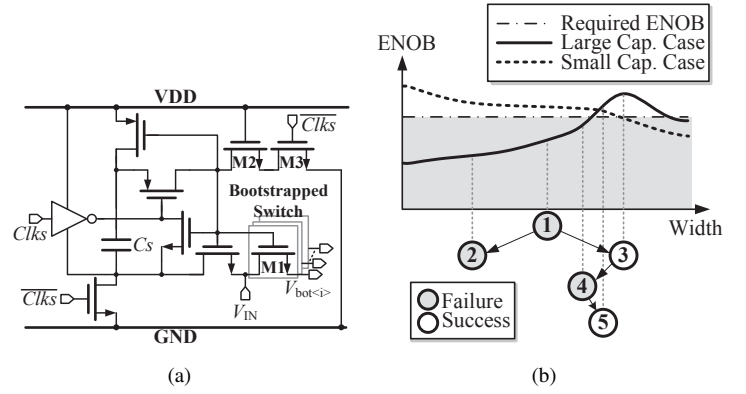 VDD
Clks
M2
M3
Bootstrapped
Switch
Clks
Cs
M1
Vbot<i>
Clks
VIN
GND
(a)
Required ENOB
Large Cap. Case
Small Cap. Case
ENOB
Width
1
2
3
4
5
Failure
Success
(b)